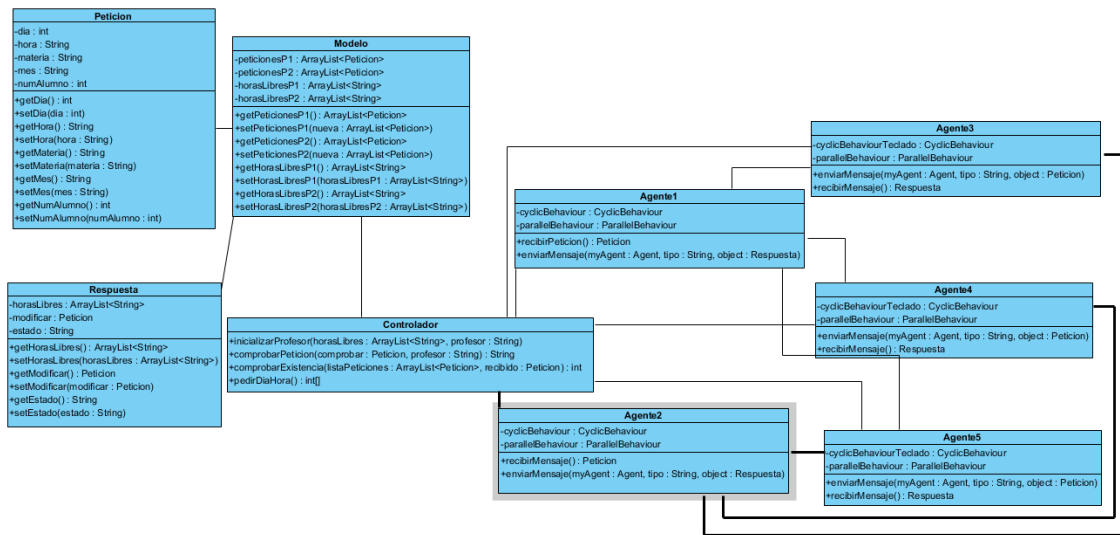 Peticion
-dia : int
-hora : String
-materia : String
-mes : String
-numAlumno : int
+getDia() : int
+setDia(dia : int)
+getHora() : String
+setHora(hora : String)
+getMateria() : String
+setMateria(materia : String)
+getMes() : String
+setMes(mes : String)
+getNumAlumno() : int
+setNumAlumno(numAlumno : int)
Modelo
-peticionesP1 : ArrayList<Peticion>
-peticionesP2 : ArrayList<Peticion>
-horasLibresP1 : ArrayList<String>
-horasLibresP2 : ArrayList<String>
+getPeticionesP1() : ArrayList<Peticion>
+setPeticionesP1(nueva : ArrayList<Peticion>)
+getPeticionesP2() : ArrayList<Peticion>
+setPeticionesP2(nueva : ArrayList<Peticion>)
+getHorasLibresP1() : ArrayList<String>
+setHorasLibresP1(horasLibresP1 : ArrayList<String>)
+getHorasLibresP2() : ArrayList<String>
+setHorasLibresP2(horasLibresP2 : ArrayList<String>)
Agente3
-cyclicBehaviourTeclado : CyclicBehaviour
-parallelBehaviour : ParallelBehaviour
+enviarMensaje(myAgent : Agent, tipo : String, object : Peticion)
+recibirMensaje() : Respuesta
Agente1
-cyclicBehaviour : CyclicBehaviour
-parallelBehaviour : ParallelBehaviour
+recibirPeticion() : Peticion
+enviarMensaje(myAgent : Agent, tipo : String, object : Respuesta)
Respuesta
-horasLibres : ArrayList<String>
-modificar : Peticion
-estado : String
+getHorasLibres() : ArrayList<String>
+setHorasLibres(horasLibres : ArrayList<String>)
+getModificar() : Peticion
+setModificar(modificar : Peticion)
+getEstado() : String
+setEstado(estado : String)
Agente4
-cyclicBehaviourTeclado : CyclicBehaviour
-parallelBehaviour : ParallelBehaviour
+enviarMensaje(myAgent : Agent, tipo : String, object : Peticion)
+recibirMensaje() : Respuesta
Controlador
+inicializarProfesor(horasLibres : ArrayList<String>, profesor : String)
+comprobarPeticion(comprobar : Peticion, profesor : String) : String
+comprobarExistencia(listaPeticiones : ArrayList<Peticion>, recibido : Peticion) : int
+pedirDiaHora() : int[]
Agente2
-cyclicBehaviour : CyclicBehaviour
-parallelBehaviour : ParallelBehaviour
+recibirMensaje() : Peticion
+enviarMensaje(myAgent : Agent, tipo : String, object : Respuesta)
Agente5
-cyclicBehaviourTeclado : CyclicBehaviour
-parallelBehaviour : ParallelBehaviour
+enviarMensaje(myAgent : Agent, tipo : String, object : Peticion)
+recibirMensaje() : Respuesta